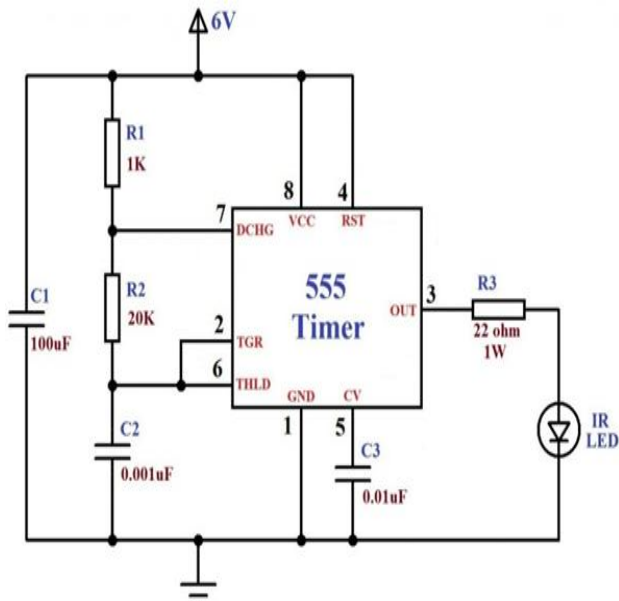 6V
R1
1K
8
4
7
DCHG
VCC
RST
C1
100uF
R2
20K
555
Timer
OUT
3
R3
22 ohm
1W
2
TGR
6
THLD
GND
CV
1
5
IR
LED
C2
0.001uF
C3
0.01uF